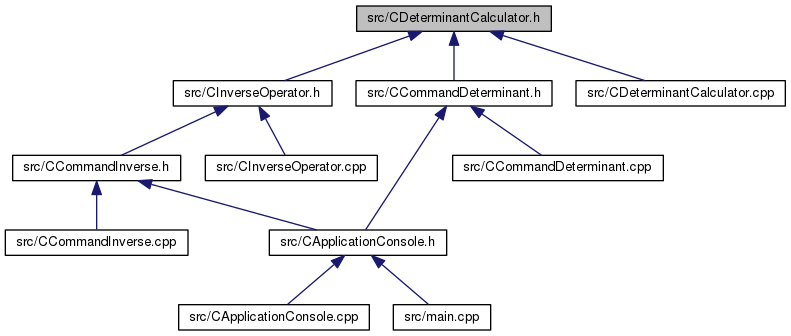 src/CDeterminantCalculator.h
src/CInverseOperator.h
src/CCommandDeterminant.h
src/CDeterminantCalculator.cpp
src/CCommandInverse.h
src/CInverseOperator.cpp
src/CCommandDeterminant.cpp
src/CCommandInverse.cpp
src/CApplicationConsole.h
src/CApplicationConsole.cpp
src/main.cpp